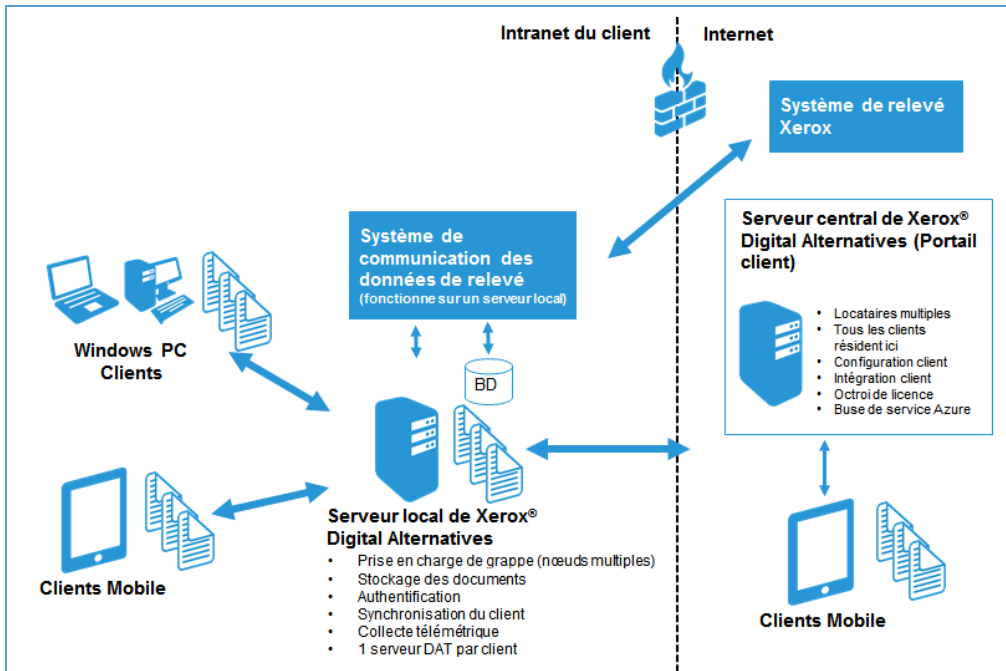 Intranet du client
Internet
Système de relevé
Xerox
Système de
communication des
données de relevé
(fonctionne sur un serveur local)
Serveur central de Xerox®
Digital Alternatives (Portail
client)
• Locataires multiples
• Tous les clients
résident ici
• Configuration client
• Intégration client
• Octroi de licence
• Buse de service Azure
Windows PC
Clients
BD
Clients Mobile
Serveur local de Xerox®
Digital Alternatives
• Prise en charge de grappe (nœuds multiples)
• Stockage des documents
• Authentification
• Synchronisation du client
• Collecte télémétrique
• 1 serveur DAT par client
Clients Mobile